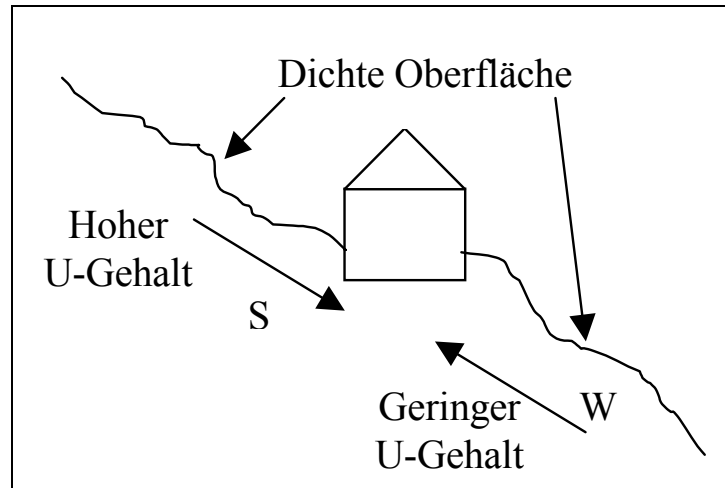 Dichte Oberfläche
Hoher
U-Gehalt
S
Geringer
U-Gehalt
W